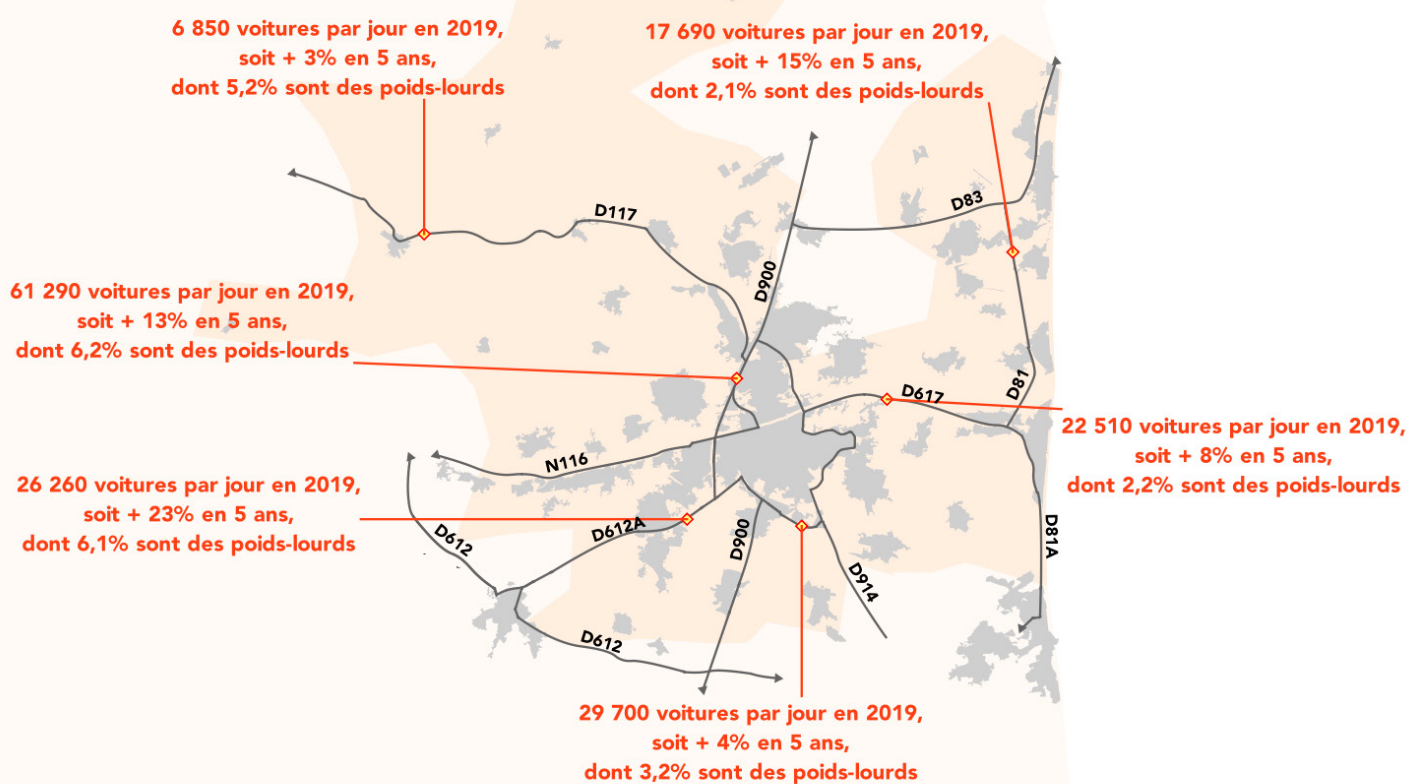 6 850 voitures par jour en 2019,
soit + 3% en 5 ans,
dont 5,2% sont des poids-lourds
17 690 voitures par jour en 2019,
soit + 15% en 5 ans,
dont 2,1% sont des poids-lourds
D117
D83
D900
61 290 voitures par jour en 2019,
soit + 13% en 5 ans,
dont 6,2% sont des poids-lourds
D81
D617
22 510 voitures par jour en 2019,
soit + 8% en 5 ans,
dont 2,2% sont des poids-lourds
N116
26 260 voitures par jour en 2019,
soit + 23% en 5 ans,
dont 6,1% sont des poids-lourds
D612
D612A
D900
D81A
D914
D612
29 700 voitures par jour en 2019,
soit + 4% en 5 ans,
dont 3,2% sont des poids-lourds